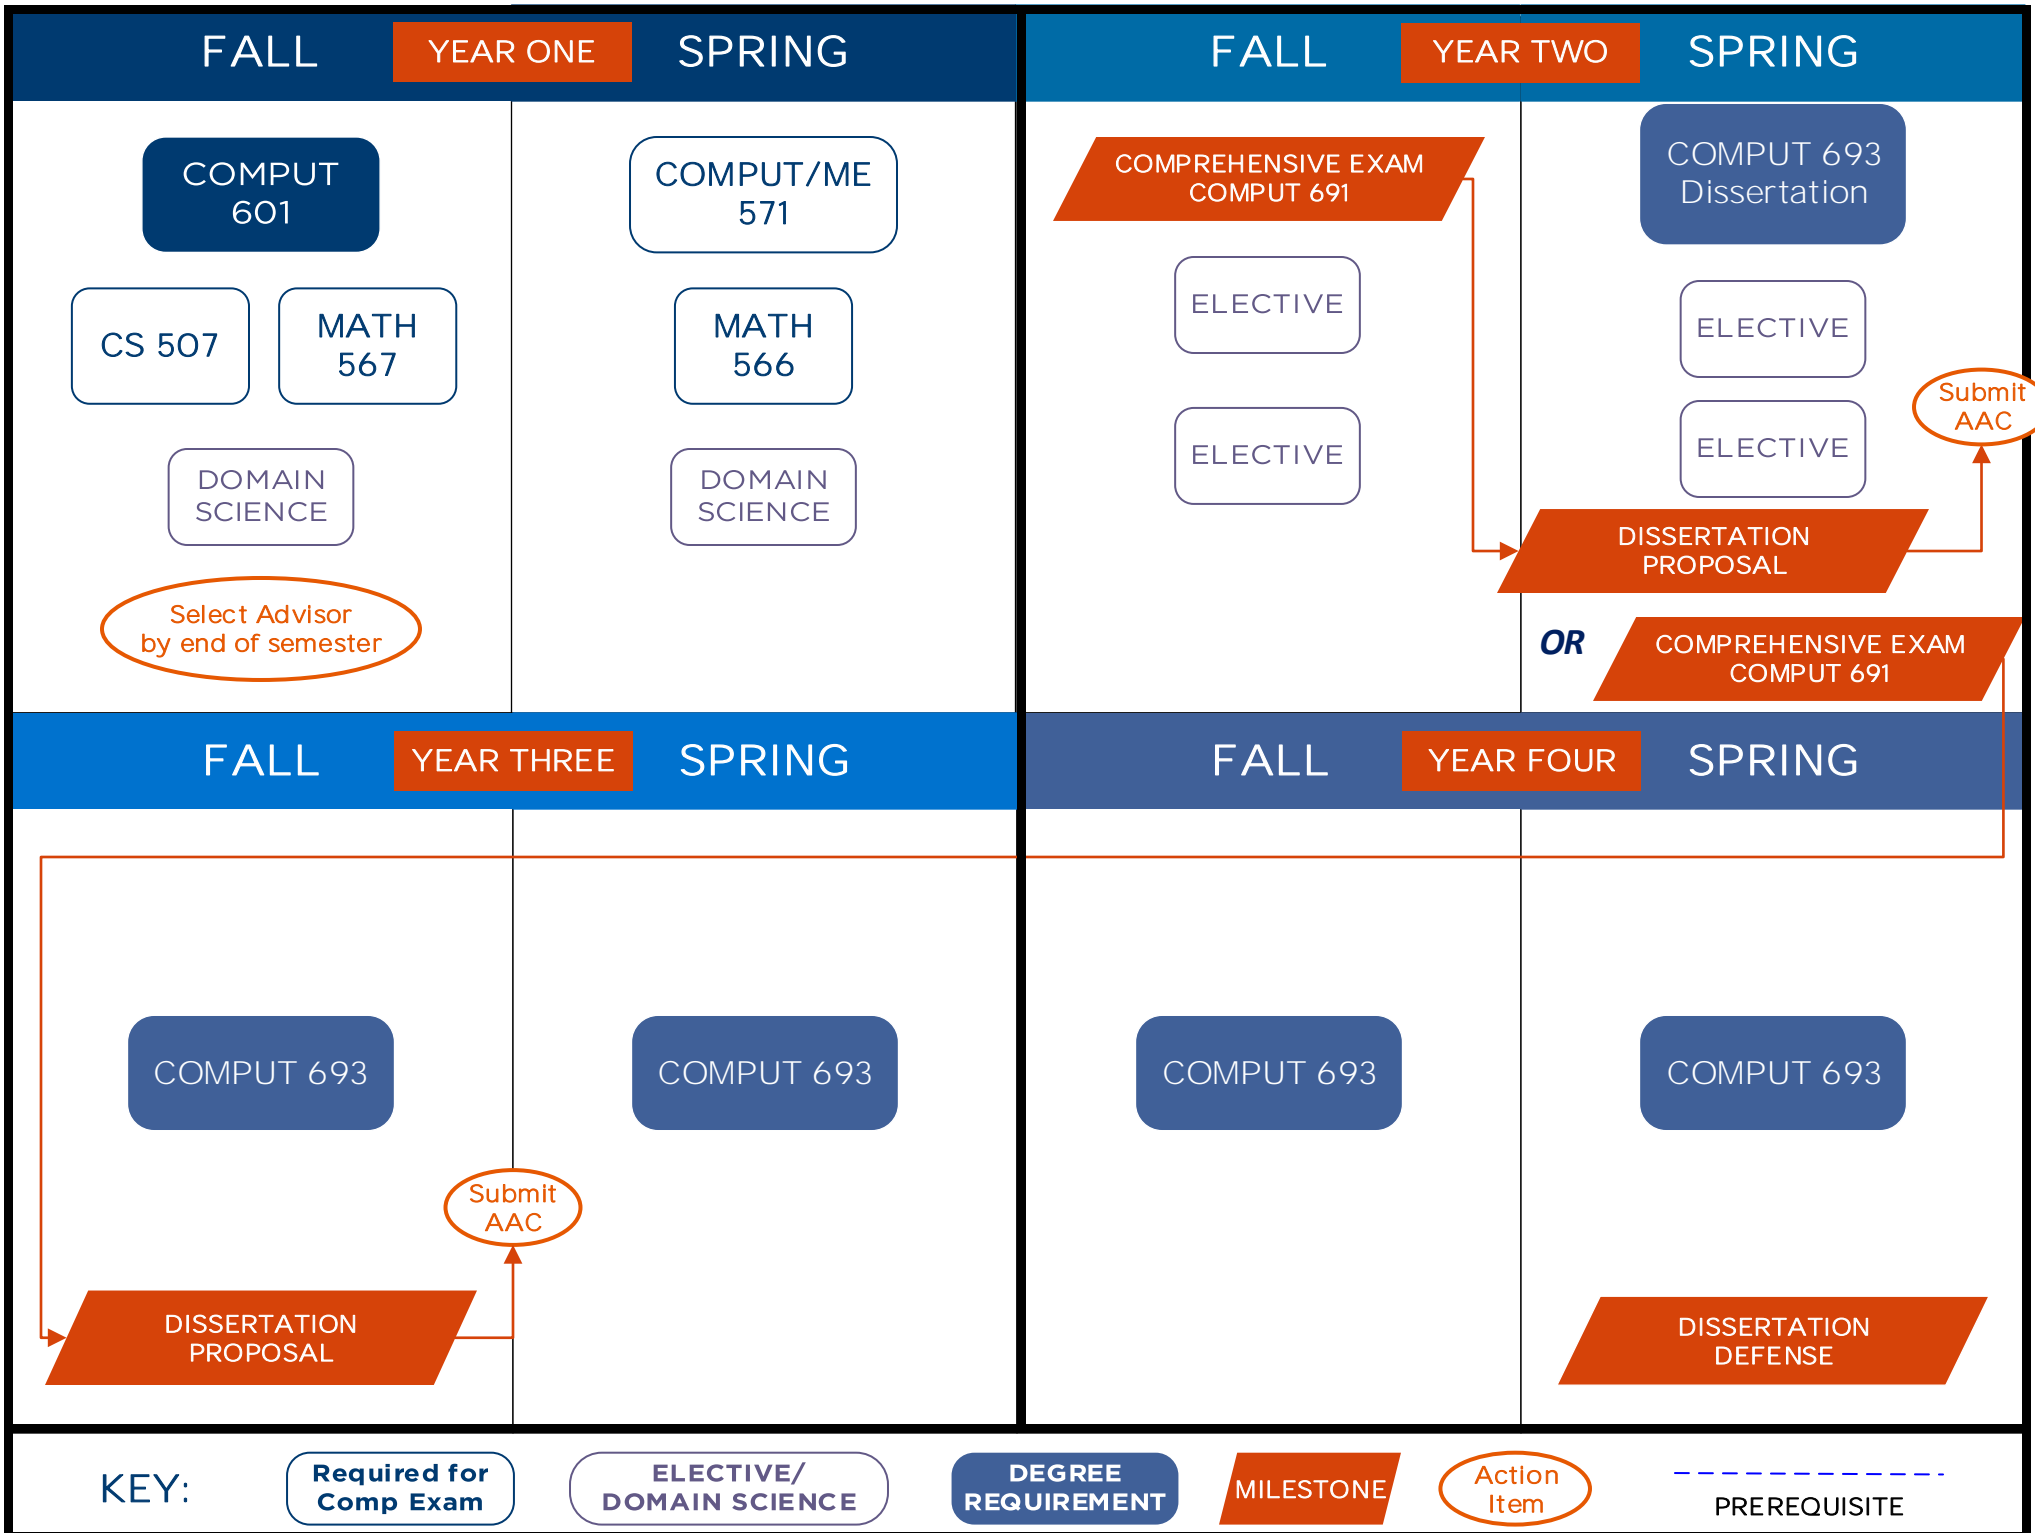 FALL
YEAR ONE
SPRING
COMPUT
601
CS 507
MATH
567
DOMAIN
SCIENCE
Select Advisor
by end of semester
COMPUT/ME
571
MATH
566
DOMAIN
SCIENCE
FALL
YEAR TWO
SPRING
COMPREHENSIVE EXAM
COMPUT 691
ELECTIVE
ELECTIVE
COMPUT 693
Dissertation
ELECTIVE
ELECTIVE
Submit
AAC
DISSERTATION
PROPOSAL
OR
COMPREHENSIVE EXAM
COMPUT 691
FALL
YEAR THREE
SPRING
COMPUT 693
COMPUT 693
Submit
AAC
DISSERTATION
PROPOSAL
FALL
YEAR FOUR
SPRING
COMPUT 693
COMPUT 693
DISSERTATION
DEFENSE
KEY:
Required for
Comp Exam
ELECTIVE/
DOMAIN SCIENCE
DEGREE
REQUIREMENT
MILESTONE
Action
Item
PREREQUISITE